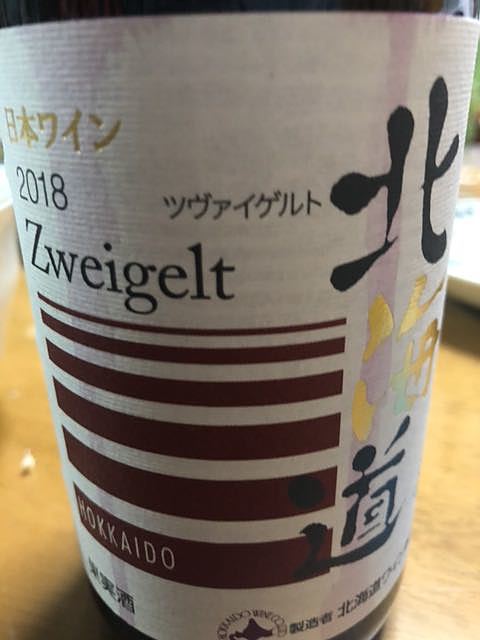 日本ワイン
2018
ツヴァイゲルト
Zweigelt
北海道
HOKKAIDO
果実酒
製造者 北海道ワイ